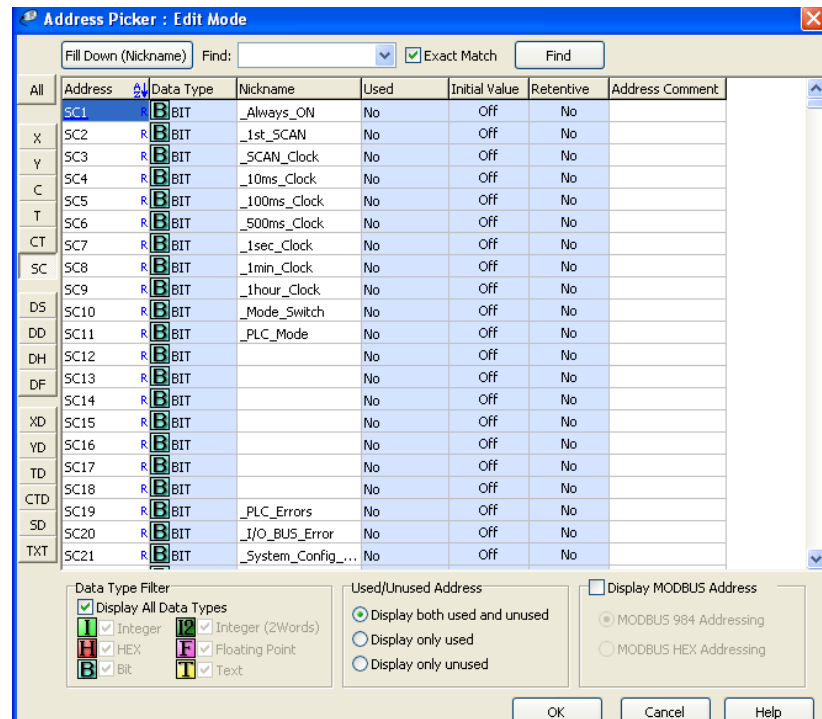 Address Picker : Edit Mode
Fill Down (Nickname) Find: Exact Match Find
All Address Data Type Nickname Used Initial Value Retentive Address Comment
SC1 R B BIT _Always_ON No Off No
X SC2 R B BIT _1st_SCAN No Off No
Y SC3 R B BIT _SCAN_Clock No Off No
C SC4 R B BIT _10ms_Clock No Off No
SC5 R B BIT _100ms_Clock No Off No
T SC6 R B BIT _500ms_Clock No Off No
CT SC7 R B BIT _1sec_Clock No Off No
SC SC8 R B BIT _1min_Clock No Off No
SC9 R B BIT _1hour_Clock No Off No
DS SC10 R B BIT _Mode_Switch No Off No
DD SC11 R B BIT _PLC_Mode No Off No
DH SC12 R B BIT No Off No
DF SC13 R B BIT No Off No
SC14 R B BIT No Off No
XD SC15 R B BIT No Off No
YD SC16 R B BIT No Off No
TD SC17 R B BIT No Off No
CTD SC18 R B BIT No Off No
SC19 R B BIT _PLC_Errors No Off No
SD SC20 R B BIT _I/O_BUS_Error No Off No
TXT SC21 R B BIT _System_Config_... No Off No
Data Type Filter Used/Unused Address Display MODBUS Address
Display All Data Types Display both used and unused MODBUS 984 Addressing
I Integer I2 Integer (2Words)
H HEX F Floating Point Display only used MODBUS HEX Addressing
B Bit T Text Display only unused
OK Cancel Help